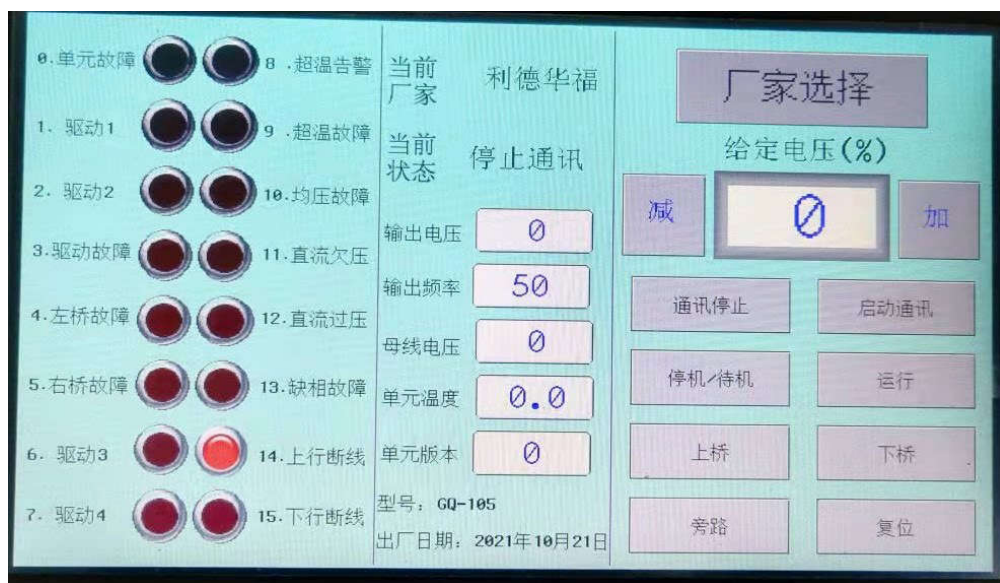 0.单元故障
8 .超温告警
1、驱动1
9 .超温故障
2. 驱动2
10.均压故障
3.驱动故障
11.直流欠压
4.左桥故障
12.直流过压
5.右桥故障
13.缺相故障
6. 驱动3
14.上行断线
7. 驱动4
15.下行断线
当前
厂家
利德华福
当前
状态
停止通讯
输出电压
0
输出频率
50
母线电压
0
单元温度
0.0
单元版本
0
型号：GQ-105
出厂日期：2021年10月21日
厂家选择
给定电压(%)
减
0
加
通讯停止
启动通讯
停机/待机
运行
上桥
下桥
旁路
复位